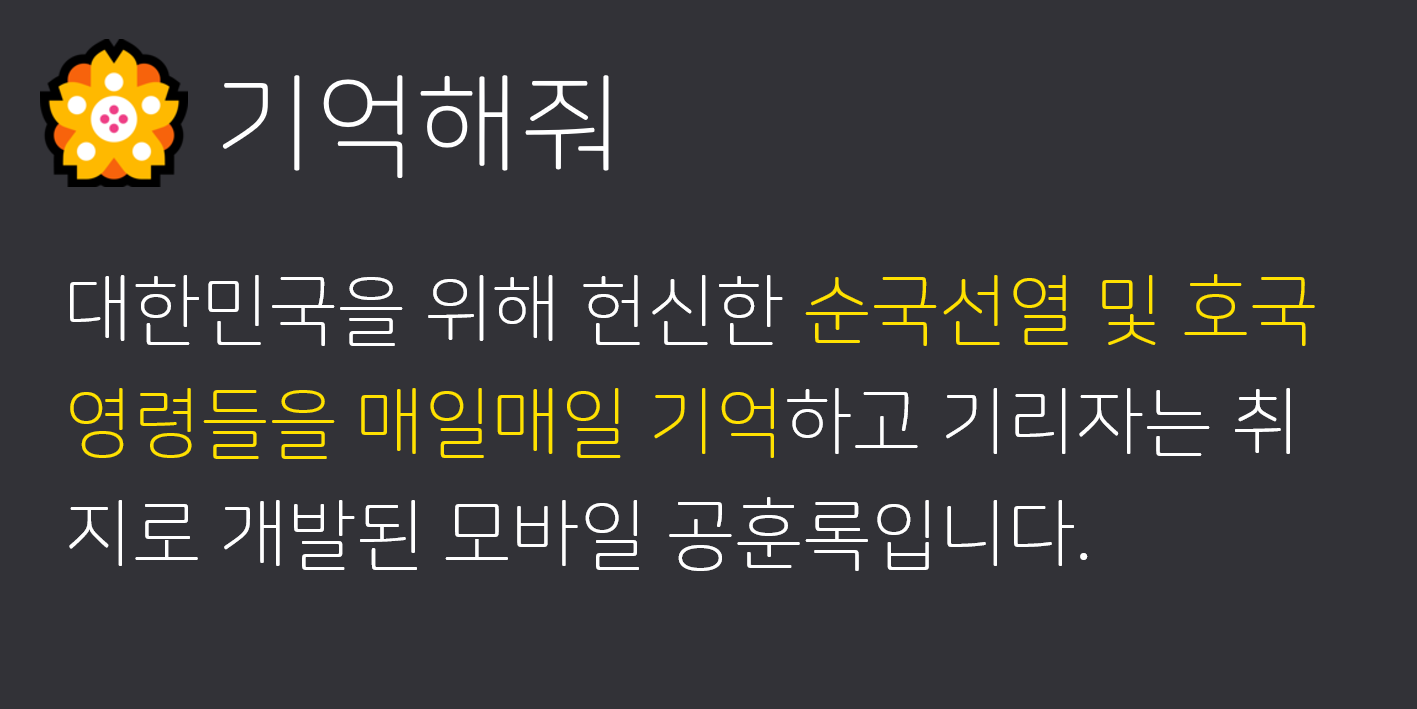 기억해줘
대한민국을 위해 헌신한 순국선열 및 호국
영령들을 매일매일 기억하고 기리자는 취
지로 개발된 모바일 공훈록입니다.